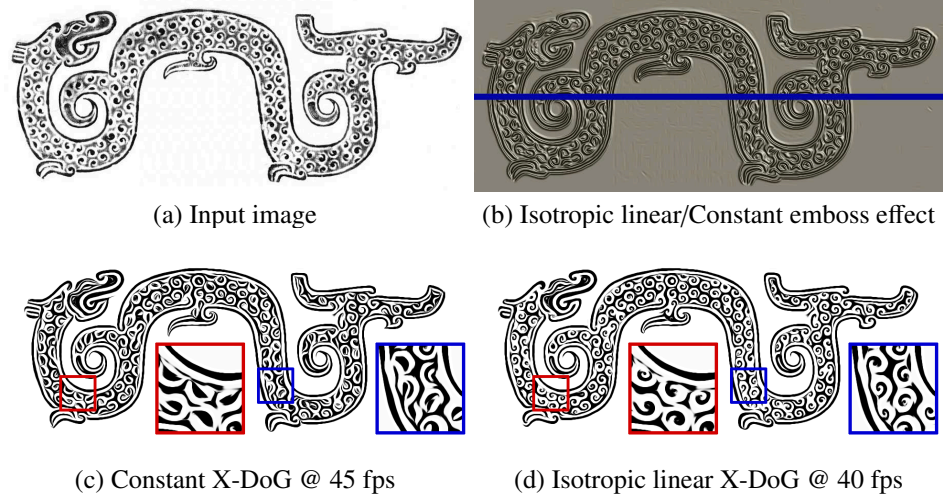 (a) Input image
(b) Isotropic linear/Constant emboss effect
(c) Constant X-DoG @ 45 fps
(d) Isotropic linear X-DoG @ 40 fps